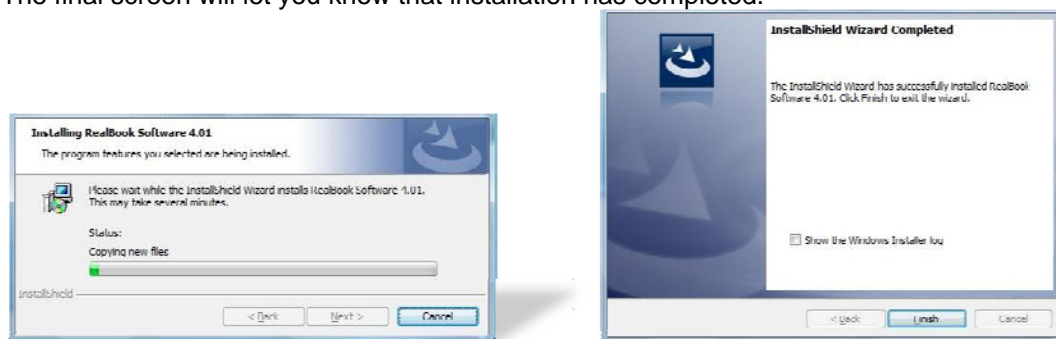 The final screen will let you know that installation has completed.
Installing RealBook Software 4.01
The program features you selected are being installed.
Please wait while the InstallShield Wizard installs RealBook Software 4.01.
This may take several minutes.
Status:
Copying new files
InstallShield
< Back Next > Cancel
InstallShield Wizard Completed
The InstallShield Wizard has successfully installed RealBook
Software 4.01. Click Finish to exit the wizard.
Show the Windows Installer log
< Back Finish Cancel